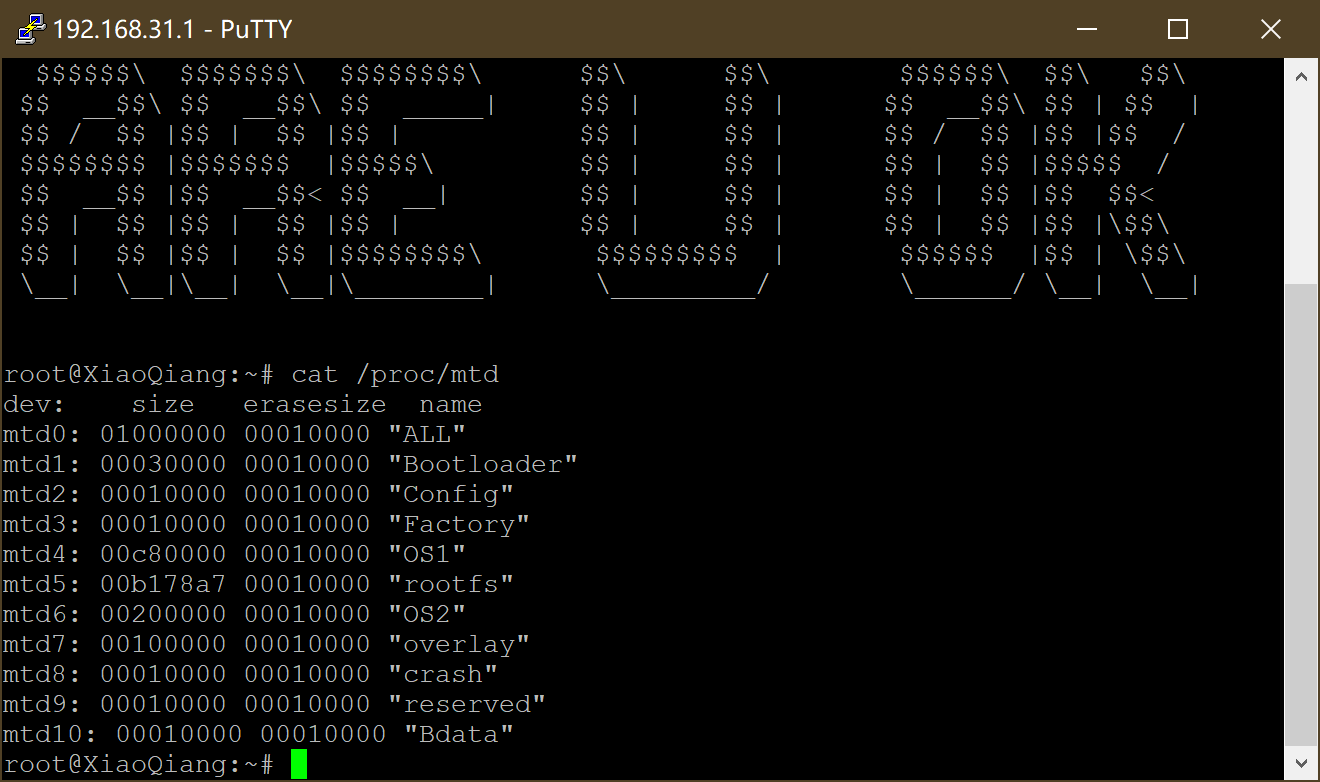 192.168.31.1 - PuTTY
  $$$$$$\  $$$$$$$\  $$$$$$$$\      $$\      $$\        $$$$$$\  $$\   $$\
 $$  __$$\ $$  __$$\ $$  _____|     $$ |     $$ |      $$  __$$\ $$ | $$  |
 $$ /  $$ |$$ |  $$ |$$ |           $$ |     $$ |      $$ /  $$ |$$ |$$  /
 $$$$$$$$ |$$$$$$$  |$$$$$\         $$ |     $$ |      $$ |  $$ |$$$$$  /
 $$  __$$ |$$  __$$< $$  __|        $$ |     $$ |      $$ |  $$ |$$  $$<
 $$ |  $$ |$$ |  $$ |$$ |           $$ |     $$ |      $$ |  $$ |$$ |\$$\
 $$ |  $$ |$$ |  $$ |$$$$$$$$\       $$$$$$$$$  |       $$$$$$  |$$ | \$$\
 \__|  \__|\__|  \__|\________|      \_________/        \______/ \__|  \__|
root@XiaoQiang:~# cat /proc/mtd
dev:    size   erasesize  name
mtd0: 01000000 00010000 "ALL"
mtd1: 00030000 00010000 "Bootloader"
mtd2: 00010000 00010000 "Config"
mtd3: 00010000 00010000 "Factory"
mtd4: 00c80000 00010000 "OS1"
mtd5: 00b178a7 00010000 "rootfs"
mtd6: 00200000 00010000 "OS2"
mtd7: 00100000 00010000 "overlay"
mtd8: 00010000 00010000 "crash"
mtd9: 00010000 00010000 "reserved"
mtd10: 00010000 00010000 "Bdata"
root@XiaoQiang:~#